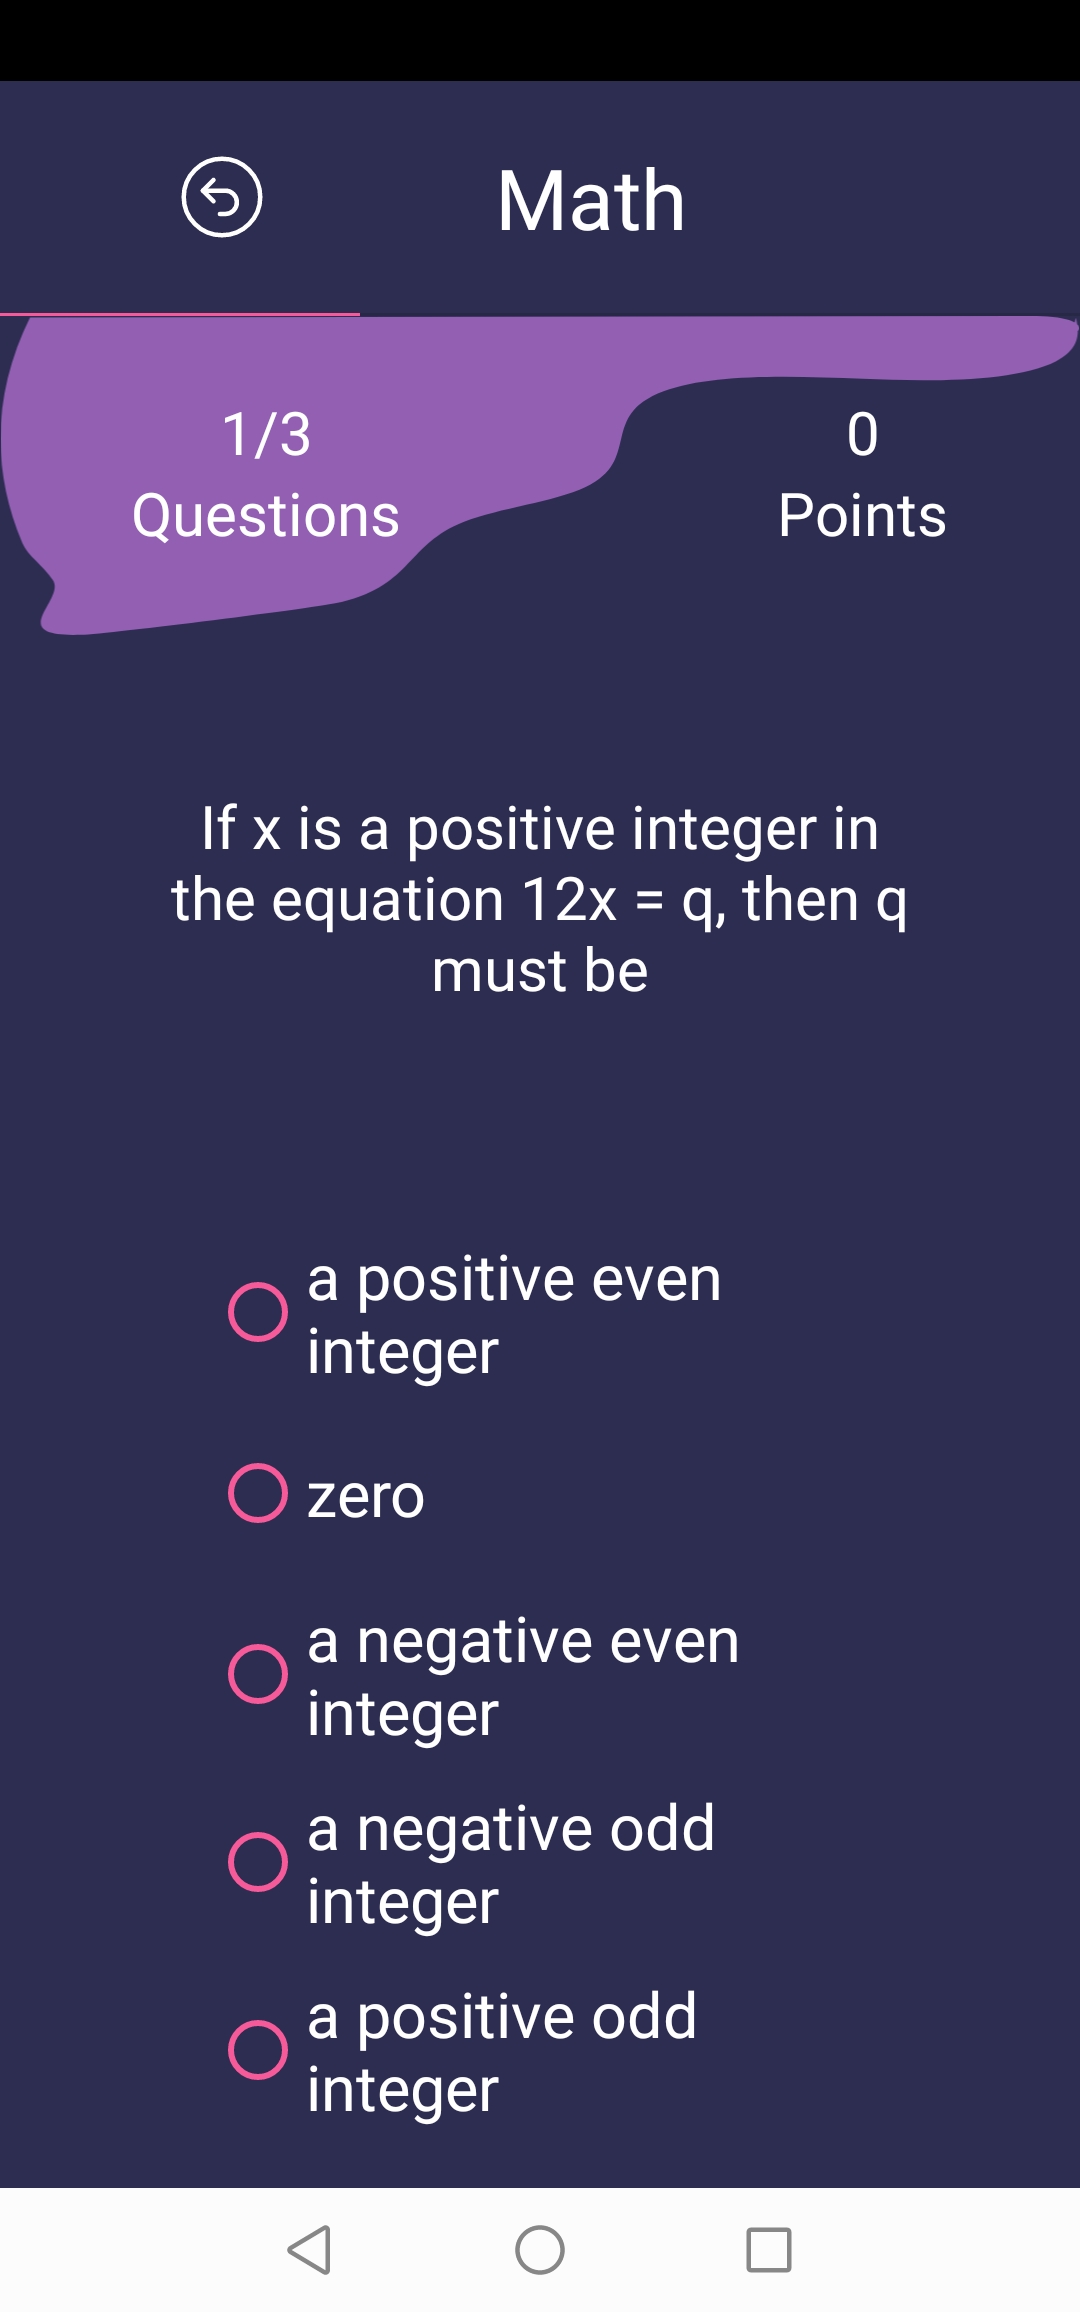 Math
1/3
Questions
0
Points
If x is a positive integer in
the equation 12x = q, then q
must be
a positive even
integer
zero
a negative even
integer
a negative odd
integer
a positive odd
integer